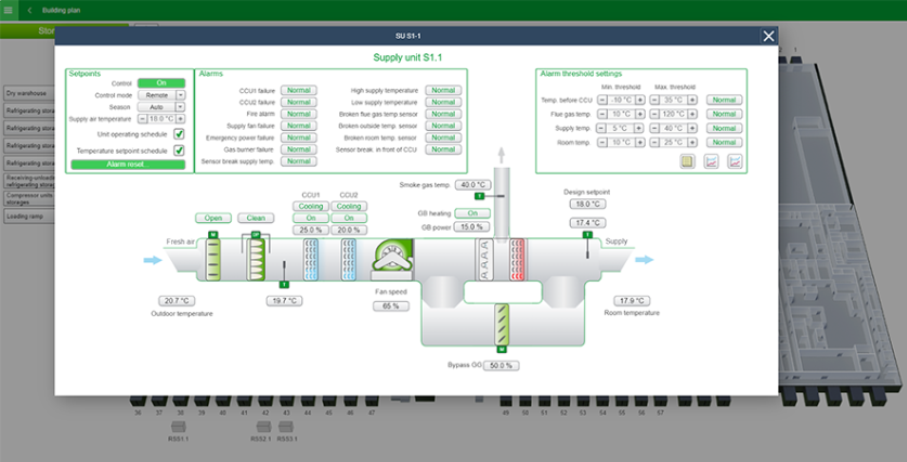 Building plan
SU S1-1
Supply unit S1.1
Setpoints
Control On
Control mode Remote
Season Auto
Supply air temperature − 18.0 °C +
Unit operating schedule
Temperature setpoint schedule
Alarm reset...
Alarms
CCU1 failure Normal
CCU2 failure Normal
Fire alarm Normal
Supply fan failure Normal
Emergency power failure Normal
Gas burner failure Normal
Sensor break supply temp. Normal
High supply temperature Normal
Low supply temperature Normal
Broken flue gas temp sensor Normal
Broken outside temp. sensor Normal
Broken room temp. sensor Normal
Sensor break. in front of CCU Normal
Alarm threshold settings
Min. threshold Max. threshold
Temp. before CCU − -10 °C + − 35 °C + Normal
Flue gas temp. − 10 °C + − 120 °C + Normal
Supply temp. − 5 °C + − 40 °C + Normal
Room temp. − 10 °C + − 25 °C + Normal
Dry warehouse
Refrigerating stora
Refrigerating stora
Refrigerating stora
Refrigerating stora
Receiving-unloadin
refrigerating storag
Compressor units
storages
Loading ramp
Smoke gas temp. 40.0 °C
T
GB heating On
GB power 15.0 %
Design setpoint
18.0 °C
17.4 °C
T
CCU1 CCU2
Cooling Cooling
On On
25.0 % 20.0 %
Open Clean
M DP
Fresh air
Supply
T
20.7 °C
Outdoor temperature
19.7 °C
Fan speed
65 %
17.9 °C
Room temperature
M
Bypass GG 50.0 %
36 37 38 39 40 41 42 43 44 45 46 47 49 50 51 52 53 54 55 56 57
RSS1.1 RSS2.1 RSS3.1